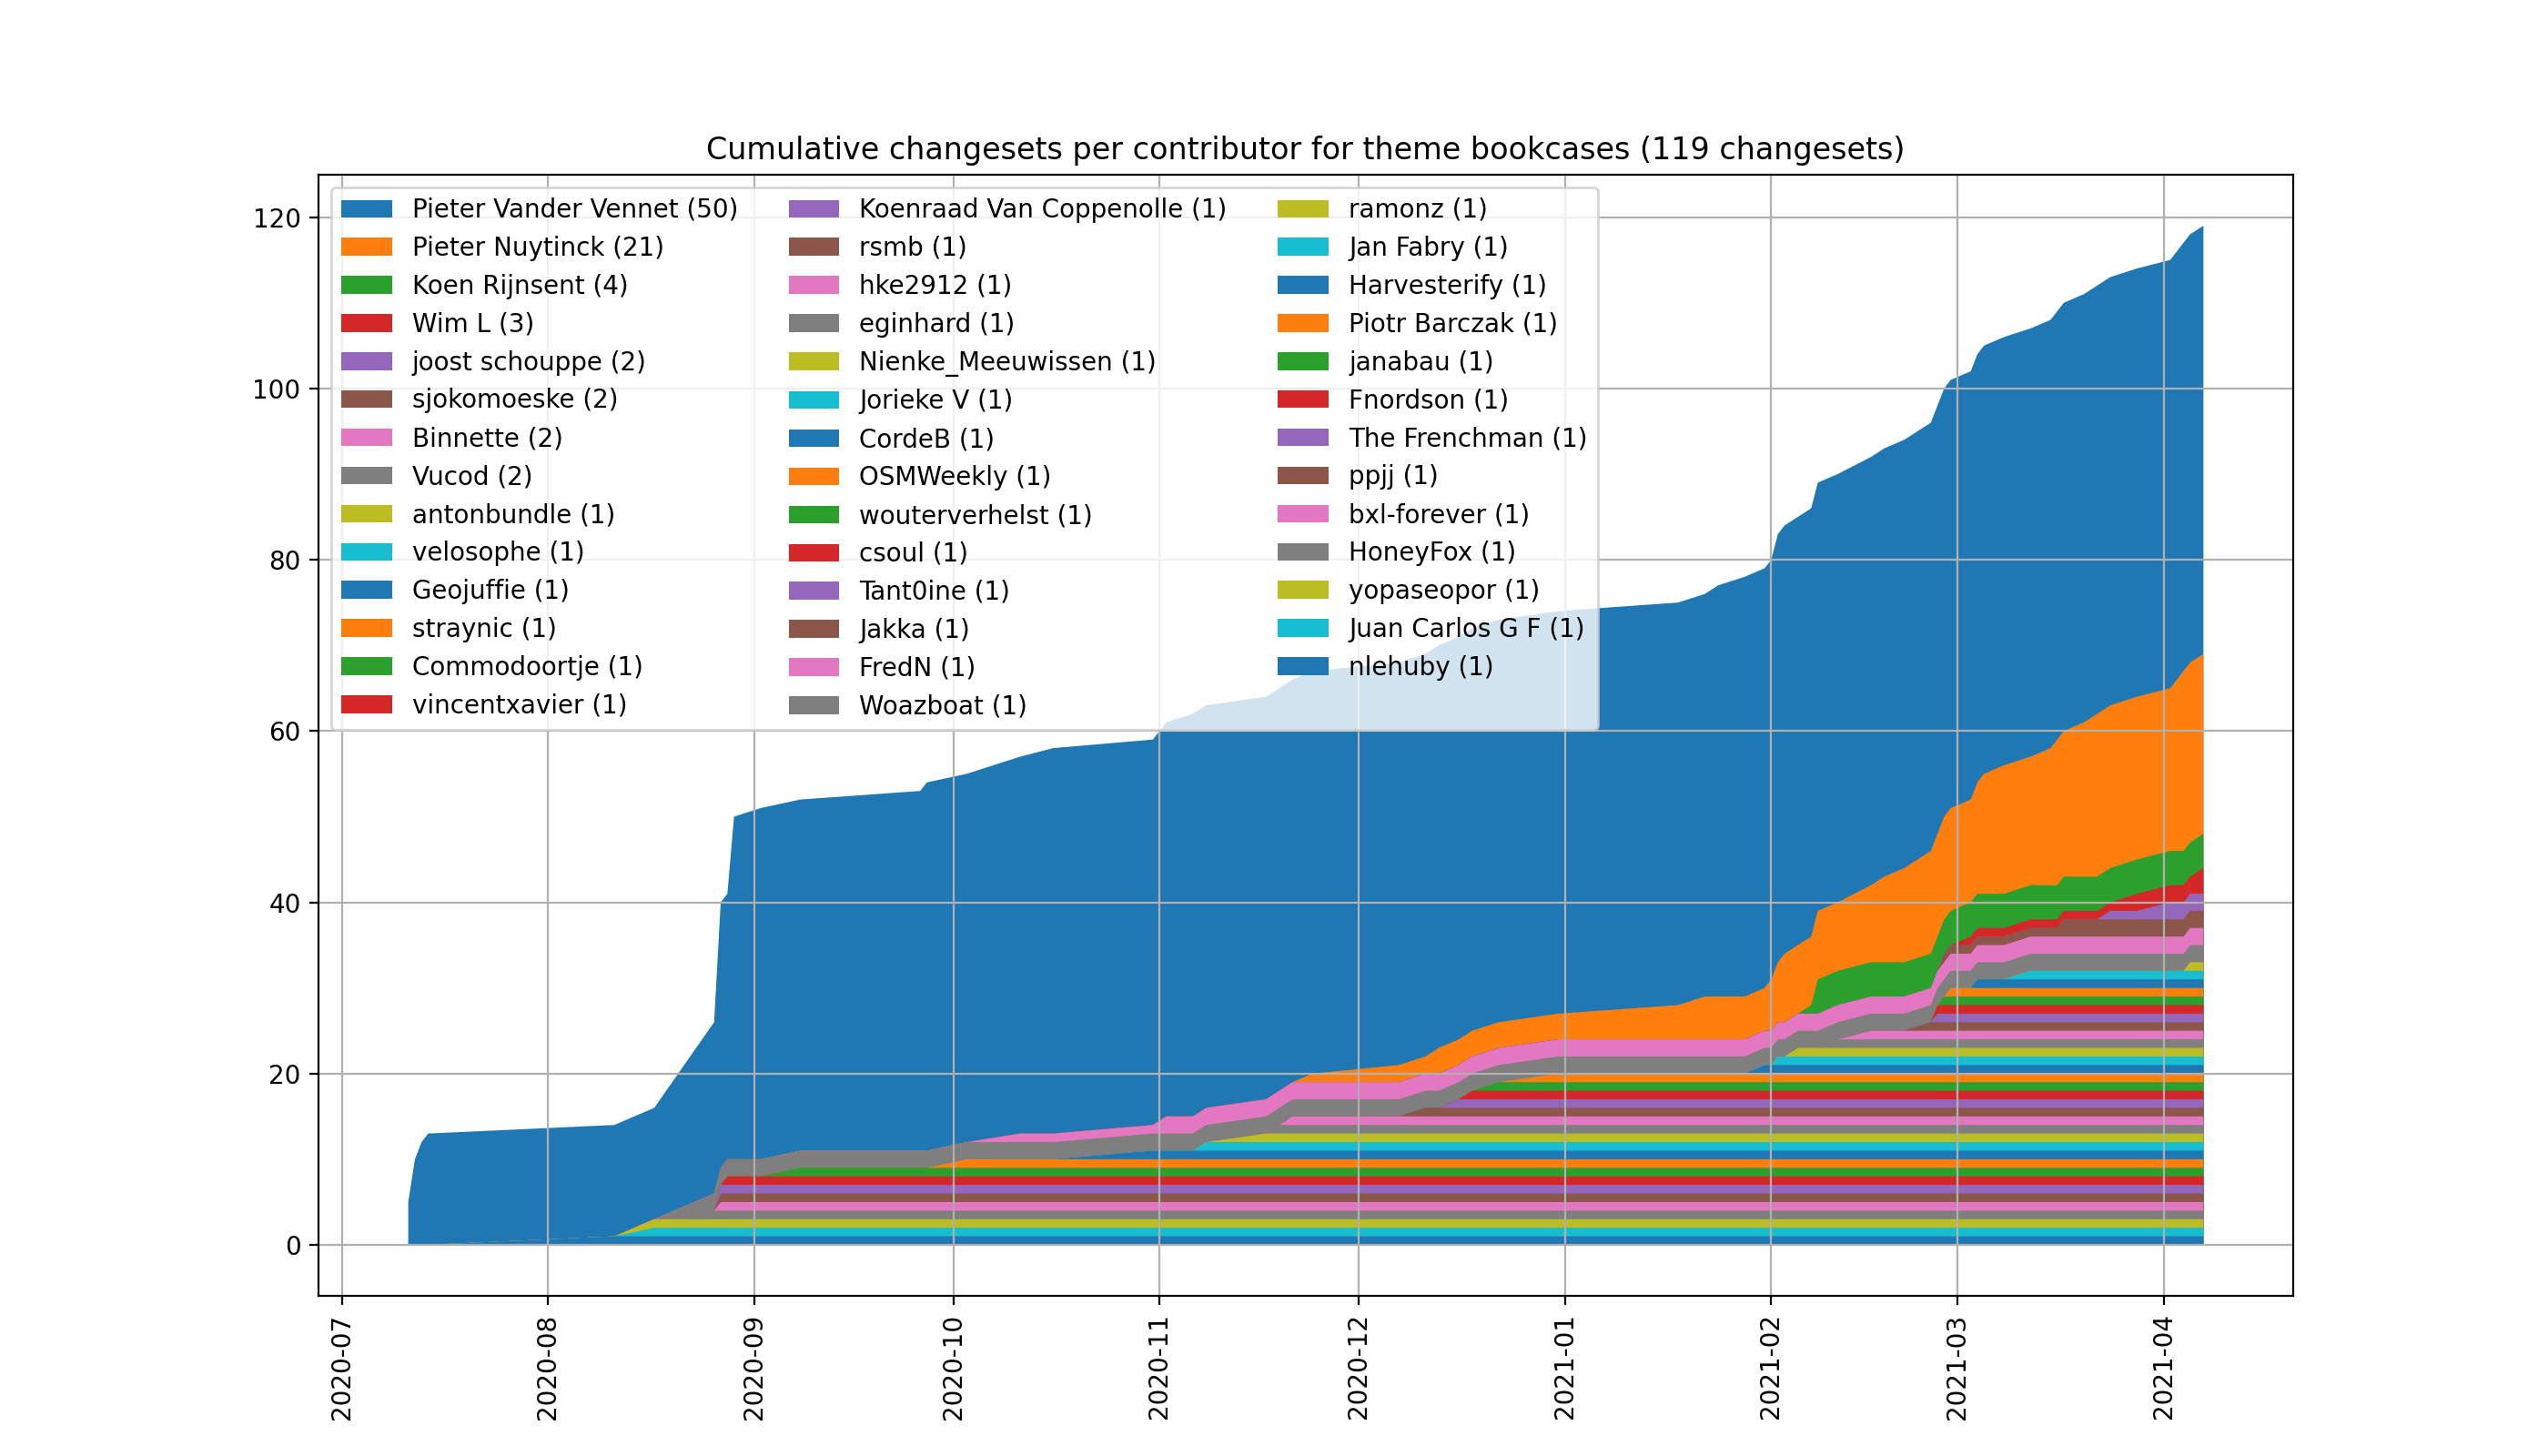 Cumulative changesets per contributor for theme bookcases (119 changesets)
Pieter Vander Vennet (50)
Pieter Nuytinck (21)
Koen Rijnsent (4)
Wim L (3)
joost schouppe (2)
sjokomoeske (2)
Binnette (2)
Vucod (2)
antonbundle (1)
velosophe (1)
Geojuffie (1)
straynic (1)
Commodoortje (1)
vincentxavier (1)
Koenraad Van Coppenolle (1)
rsmb (1)
hke2912 (1)
eginhard (1)
Nienke_Meeuwissen (1)
Jorieke V (1)
CordeB (1)
OSMWeekly (1)
wouterverhelst (1)
csoul (1)
Tant0ine (1)
Jakka (1)
FredN (1)
Woazboat (1)
ramonz (1)
Jan Fabry (1)
Harvesterify (1)
Piotr Barczak (1)
janabau (1)
Fnordson (1)
The Frenchman (1)
ppjj (1)
bxl-forever (1)
HoneyFox (1)
yopaseopor (1)
Juan Carlos G F (1)
nlehuby (1)
120
100
80
60
40
20
0
2020-07
2020-08
2020-09
2020-10
2020-11
2020-12
2021-01
2021-02
2021-03
2021-04